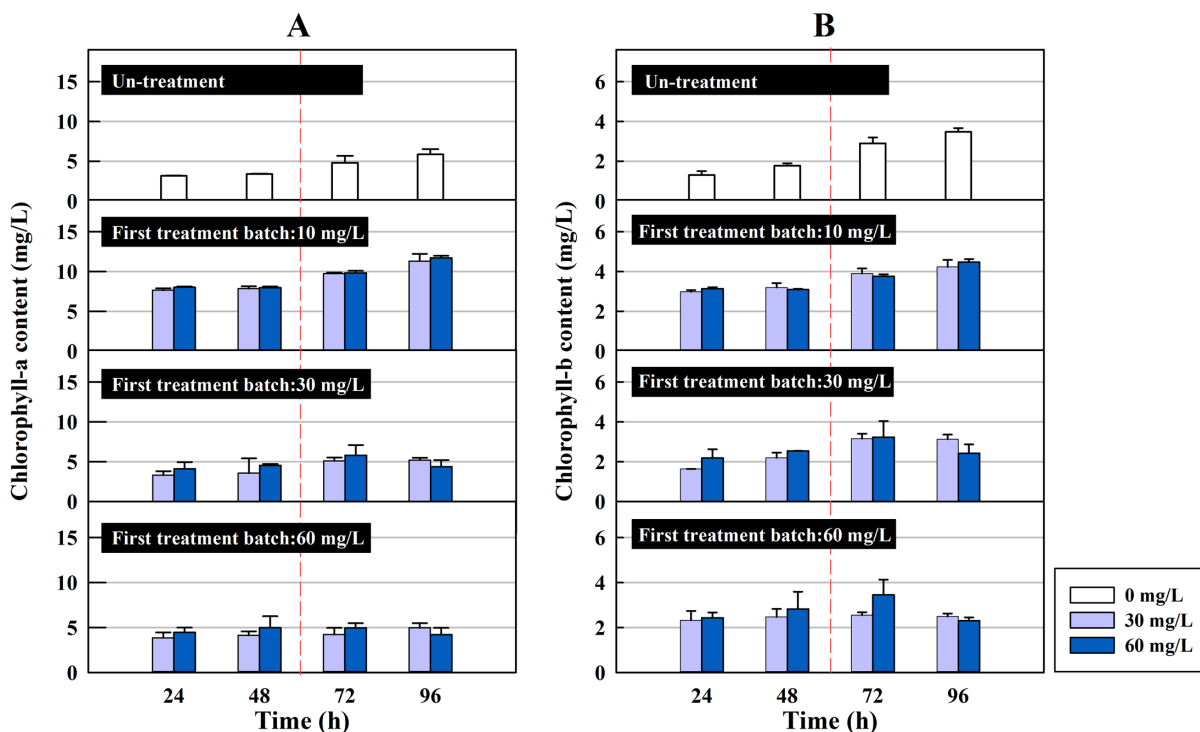 A
Chlorophyll-a content (mg/L)
Un-treatment
15
10
5
0
First treatment batch:10 mg/L
15
10
5
0
First treatment batch:30 mg/L
15
10
5
0
First treatment batch:60 mg/L
15
10
5
0
24 48 72 96
Time (h)
B
Chlorophyll-b content (mg/L)
Un-treatment
6
4
2
0
First treatment batch:10 mg/L
6
4
2
0
First treatment batch:30 mg/L
6
4
2
0
First treatment batch:60 mg/L
6
4
2
0
24 48 72 96
Time (h)
0 mg/L
30 mg/L
60 mg/L